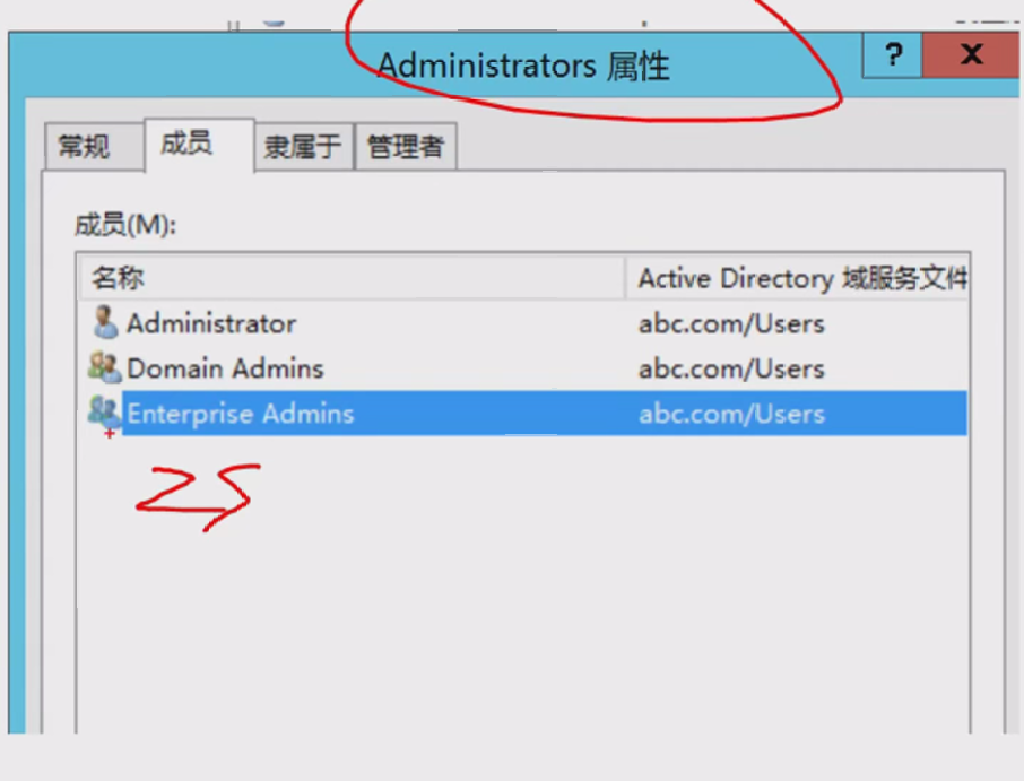 Administrators 属性
? X
常规 成员 隶属于 管理者
成员(M):
名称 Active Directory 域服务文件
Administrator abc.com/Users
Domain Admins abc.com/Users
Enterprise Admins abc.com/Users
25